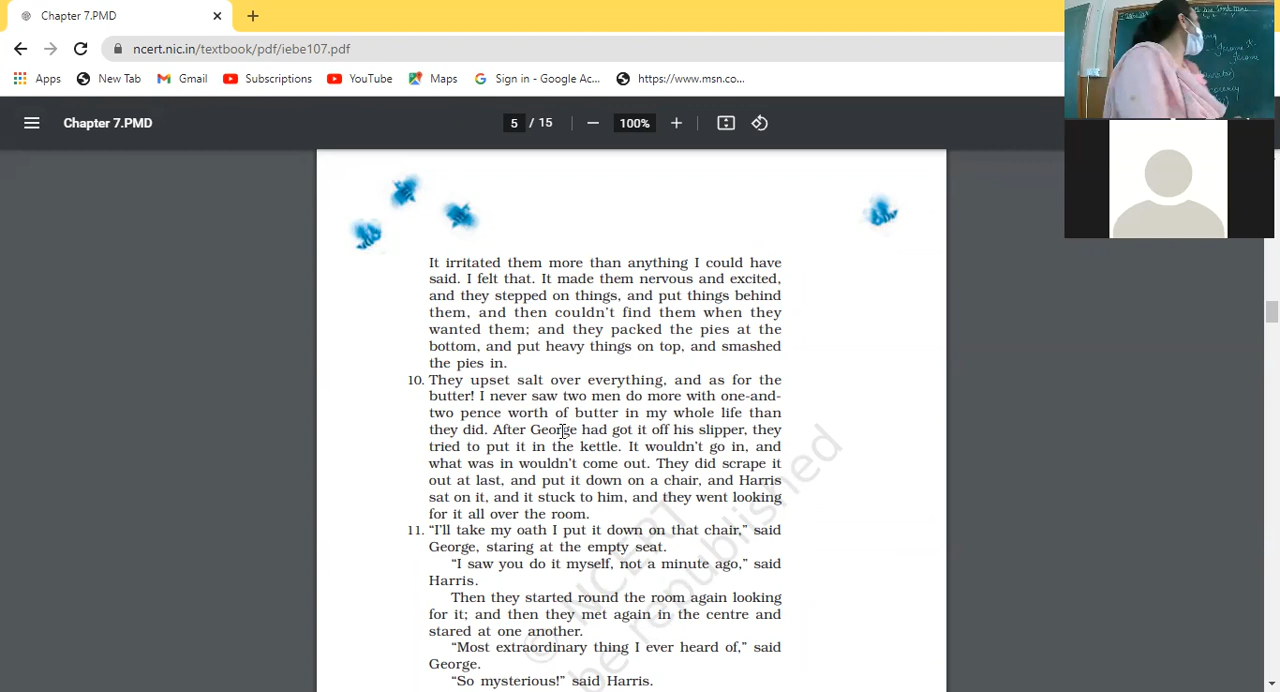 Chapter 7.PMD
ncert.nic.in/textbook/pdf/iebe107.pdf
Apps New Tab Gmail Subscriptions YouTube Maps Sign in - Google Ac... https://www.msn.co...
Chapter 7.PMD 5 / 15 100%
It irritated them more than anything I could have
said. I felt that. It made them nervous and excited,
and they stepped on things, and put things behind
them, and then couldn't find them when they
wanted them; and they packed the pies at the
bottom, and put heavy things on top, and smashed
the pies in.
10. They upset salt over everything, and as for the
butter! I never saw two men do more with one-and-
two pence worth of butter in my whole life than
they did. After George had got it off his slipper, they
tried to put it in the kettle. It wouldn't go in, and
what was in wouldn't come out. They did scrape it
out at last, and put it down on a chair, and Harris
sat on it, and it stuck to him, and they went looking
for it all over the room.
11. “I'll take my oath I put it down on that chair,” said
George, staring at the empty seat.
“I saw you do it myself, not a minute ago,” said
Harris.
Then they started round the room again looking
for it; and then they met again in the centre and
stared at one another.
“Most extraordinary thing I ever heard of,” said
George.
“So mysterious!” said Harris.
© NCERT
be republished